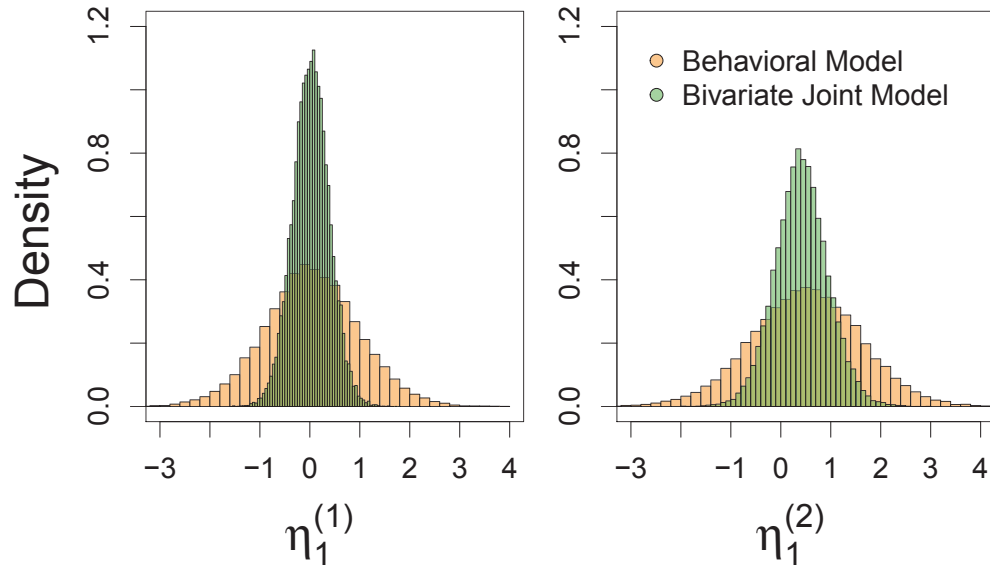 Density
0.0 0.4 0.8 1.2
−3 −1 0 1 2 3 4
η₁⁽¹⁾
0.0 0.4 0.8 1.2
Behavioral Model
Bivariate Joint Model
−3 −1 0 1 2 3 4
η₁⁽²⁾